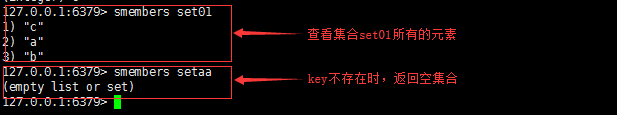 127.0.0.1:6379> smembers set01
1) "c"
2) "a"
3) "b"
127.0.0.1:6379> smembers setaa
(empty list or set)
127.0.0.1:6379>
查看集合set01所有的元素
key不存在时，返回空集合